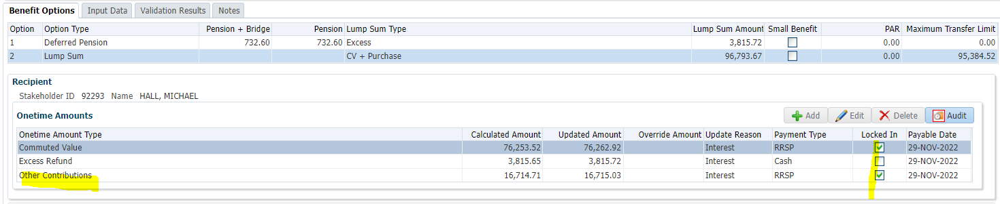 Benefit Options Input Data Validation Results Notes
Option Option Type Pension + Bridge Pension Lump Sum Type Lump Sum Amount Small Benefit PAR Maximum Transfer Limit
1 Deferred Pension 732.60 732.60 Excess 3,815.72 0.00 0.00
2 Lump Sum CV + Purchase 96,793.67 0.00 95,384.52
Recipient
Stakeholder ID 92293 Name HALL, MICHAEL
Onetime Amounts Add Edit Delete Audit
Onetime Amount Type Calculated Amount Updated Amount Override Amount Update Reason Payment Type Locked In Payable Date
Commuted Value 76,253.52 76,262.92 Interest RRSP 29-NOV-2022
Excess Refund 3,815.65 3,815.72 Interest Cash 29-NOV-2022
Other Contributions 16,714.71 16,715.03 Interest RRSP 29-NOV-2022